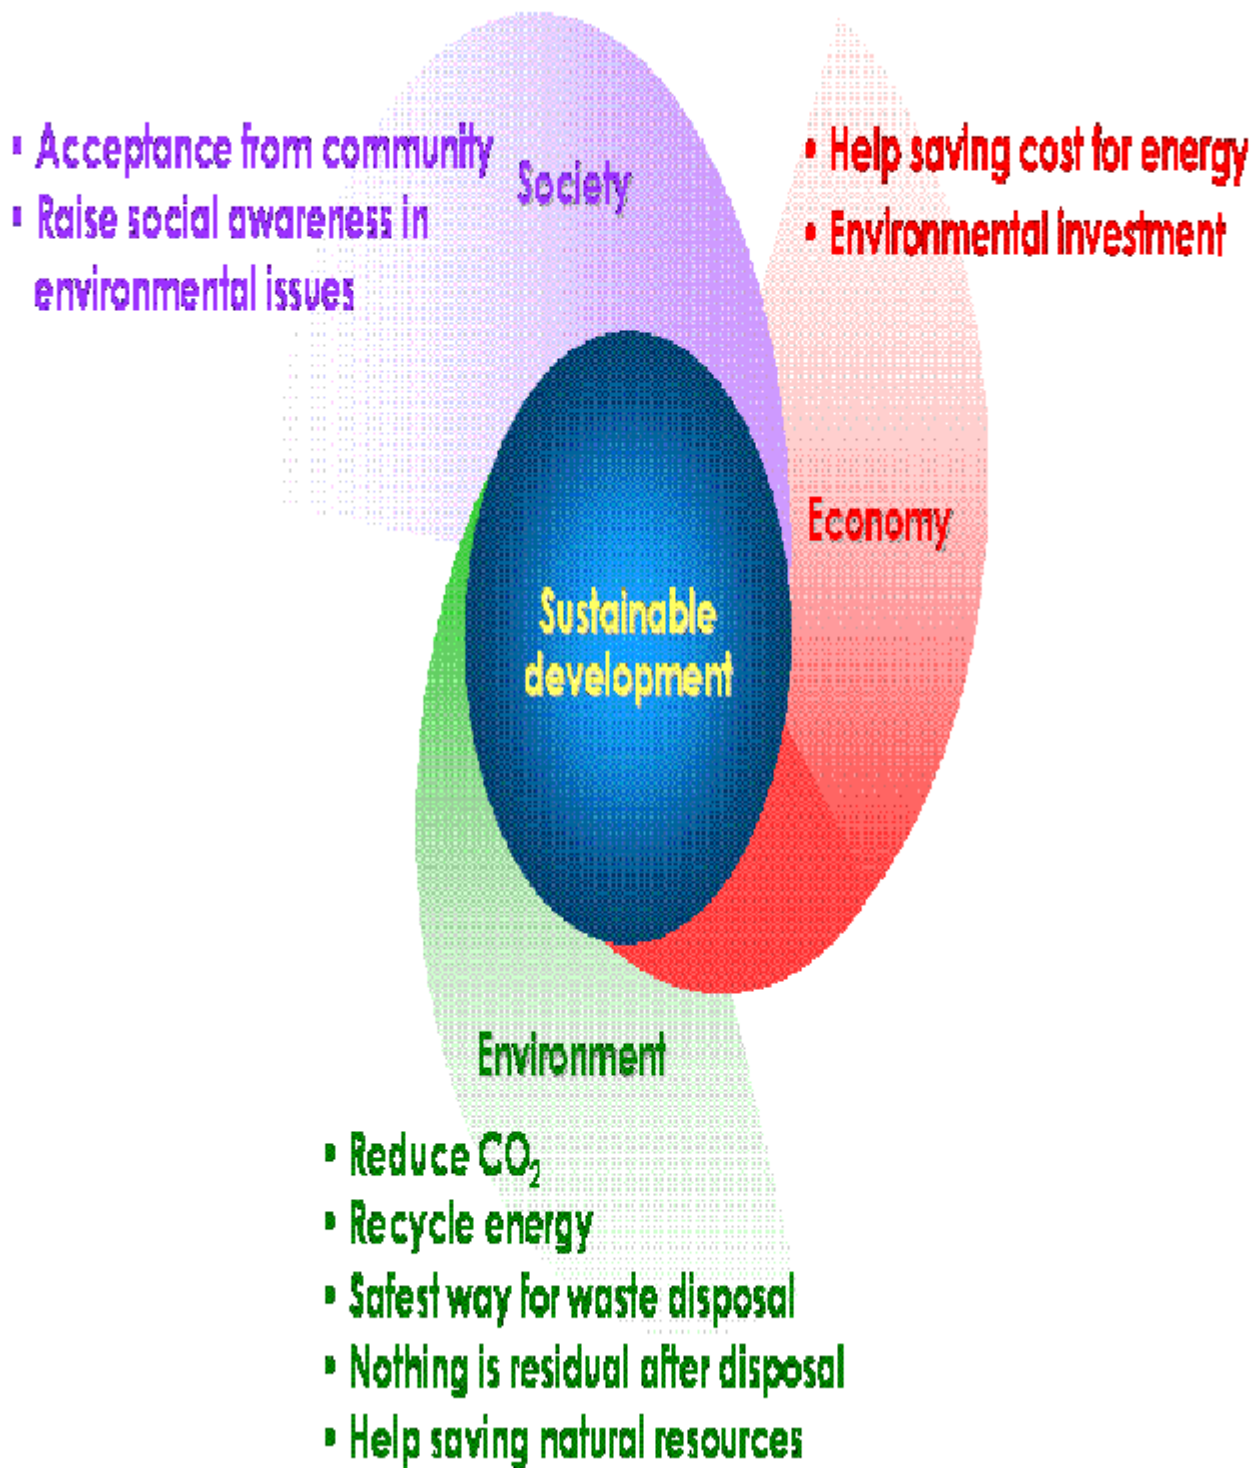 ▪ Acceptance from community
▪ Raise social awareness in
environmental issues
Society
• Help saving cost for energy
• Environmental investment
Economy
Sustainable
development
Environment
▪ Reduce CO₂
▪ Recycle energy
▪ Safest way for waste disposal
▪ Nothing is residual after disposal
▪ Help saving natural resources